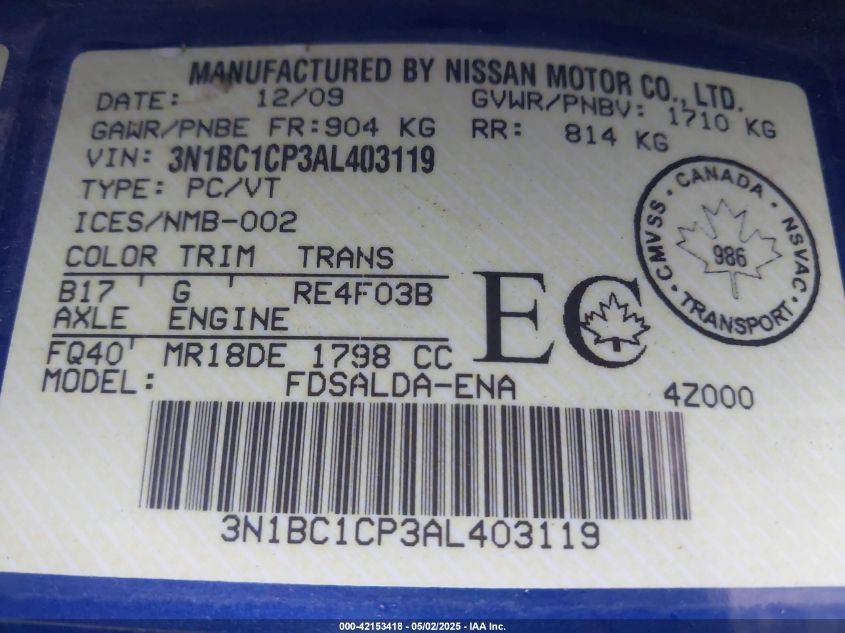 MANUFACTURED BY NISSAN MOTOR CO., LTD.
DATE: 12/09 GVWR/PNBV: 1710 KG
GAWR/PNBE FR: 904 KG RR: 814 KG
VIN: 3N1BC1CP3AL403119
TYPE: PC/VT
ICES/NMB-002
COLOR TRIM TRANS
B17 ' G ' RE4F03B
AXLE ENGINE
FQ40 ' MR18DE 1798 CC
MODEL: FDSALDA-ENA 4Z000
EC
CANADA · NSVAC · TRANSPORT · CMVSS ·
986
3N1BC1CP3AL403119
000-42153418 - 05/02/2025 - IAA Inc.